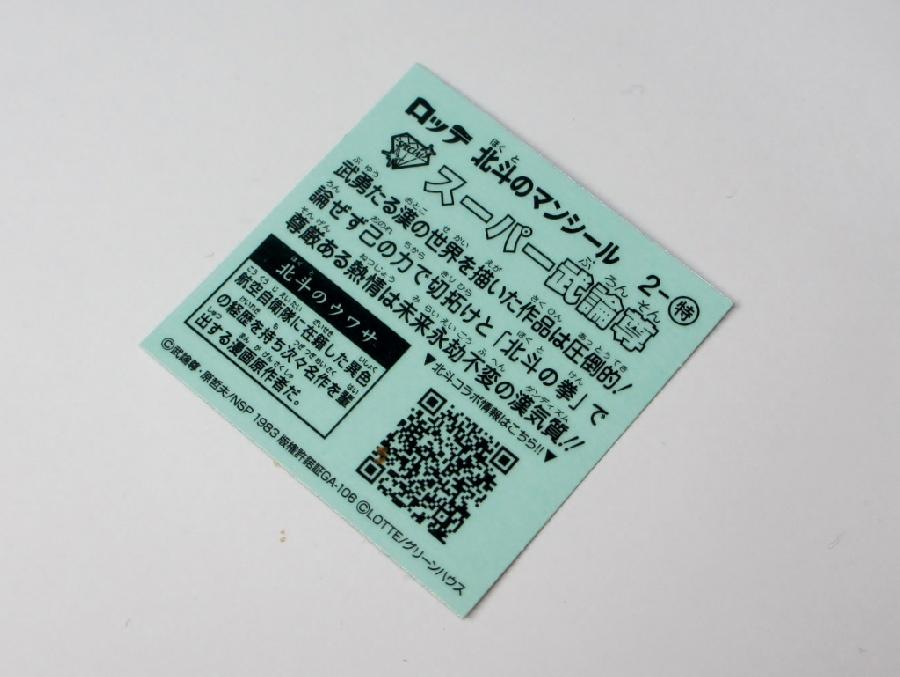 ロッテ 北斗のマンシール 2-特
スーパー武論尊
武勇たる漢の世界を描いた作品は圧倒的!
論ぜず己の力で切拓けと「北斗の拳」で
尊厳ある熱情は未来永劫不変の漢気質!!
北斗のウワサ
航空自衛隊に在籍した異色
の経歴を持ち次々名作を輩
出する漫画原作者だ。
▼北斗コラボ情報はこちら!!▼
©武論尊・原哲夫/NSP 1983 版権許諾証GA-106 ©LOTTE/グリーンハウス